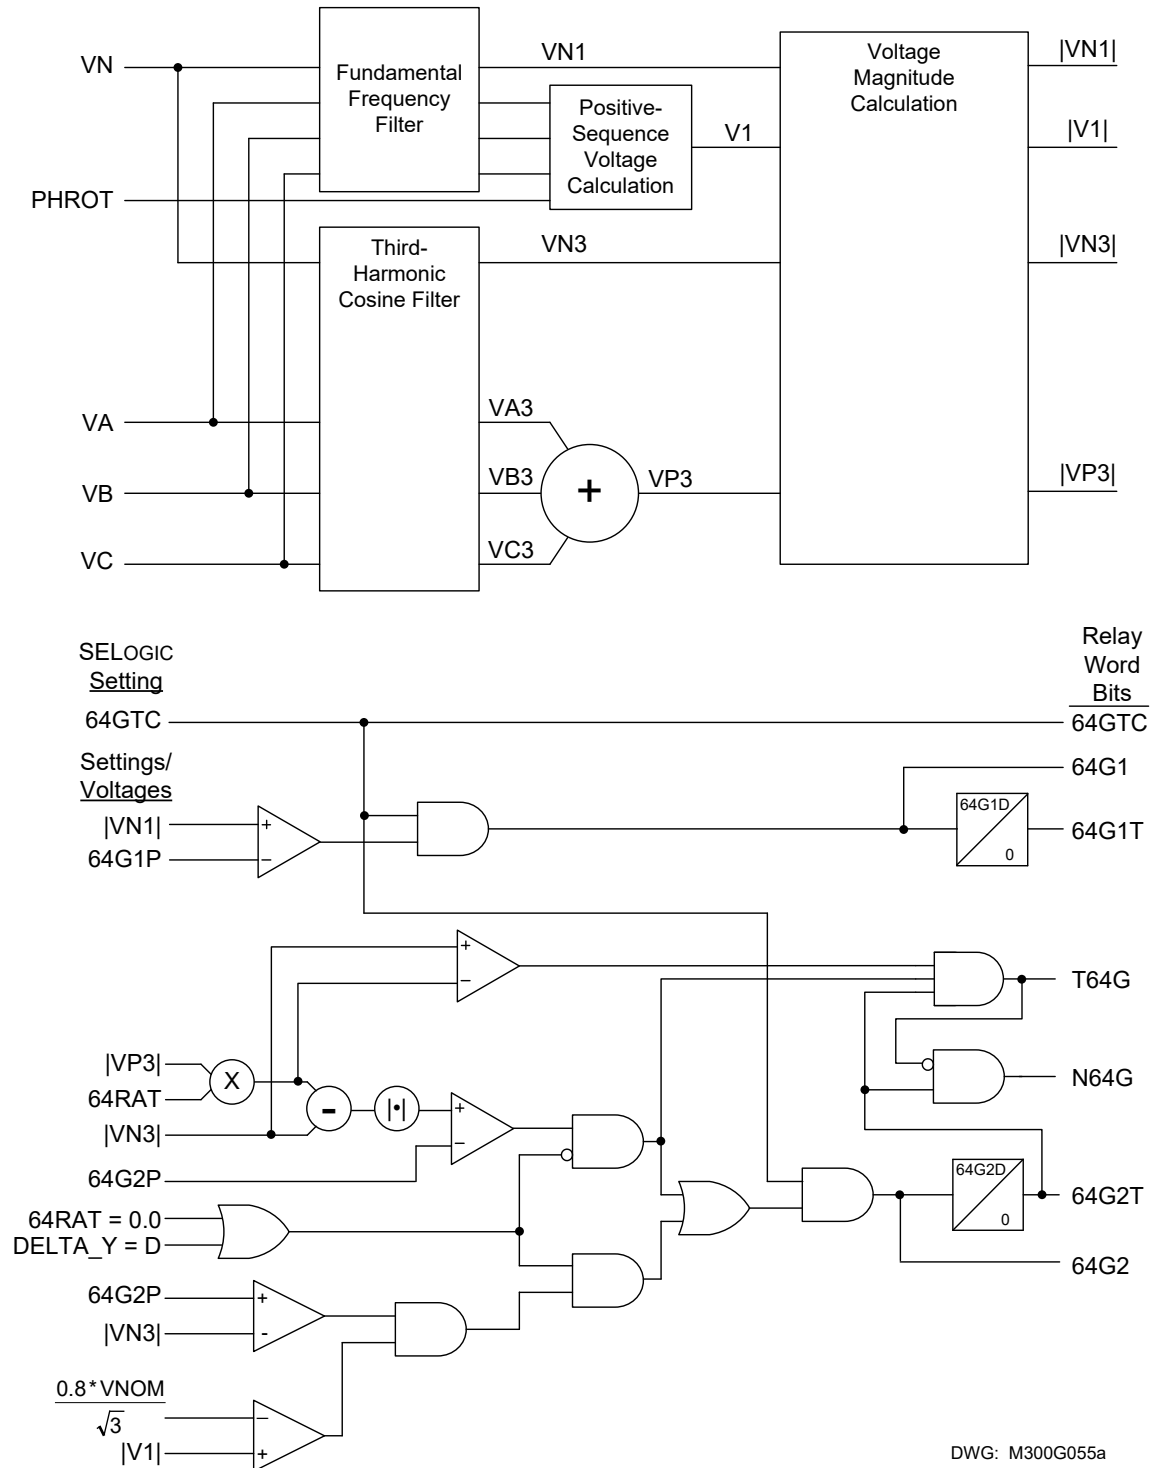 VN
Fundamental
Frequency
Filter
VN1
Positive-
Sequence
Voltage
Calculation
V1
Voltage
Magnitude
Calculation
|VN1|
|V1|
PHROT
Third-
Harmonic
Cosine Filter
VN3
|VN3|
VA
VA3
VB
VB3
+
VP3
|VP3|
VC
VC3
SELOGIC
Setting
Relay
Word
Bits
64GTC
64GTC
Settings/
Voltages
64G1
|VN1|
+
64G1P
–
64G1D
0
64G1T
+
–
T64G
|VP3|
64RAT
X
|VN3|
-
|•|
+
–
N64G
64G2P
64G2D
0
64G2T
64RAT = 0.0
DELTA_Y = D
64G2
64G2P
+
|VN3|
-
0.8*VNOM
√3
–
|V1|
+
DWG: M300G055a